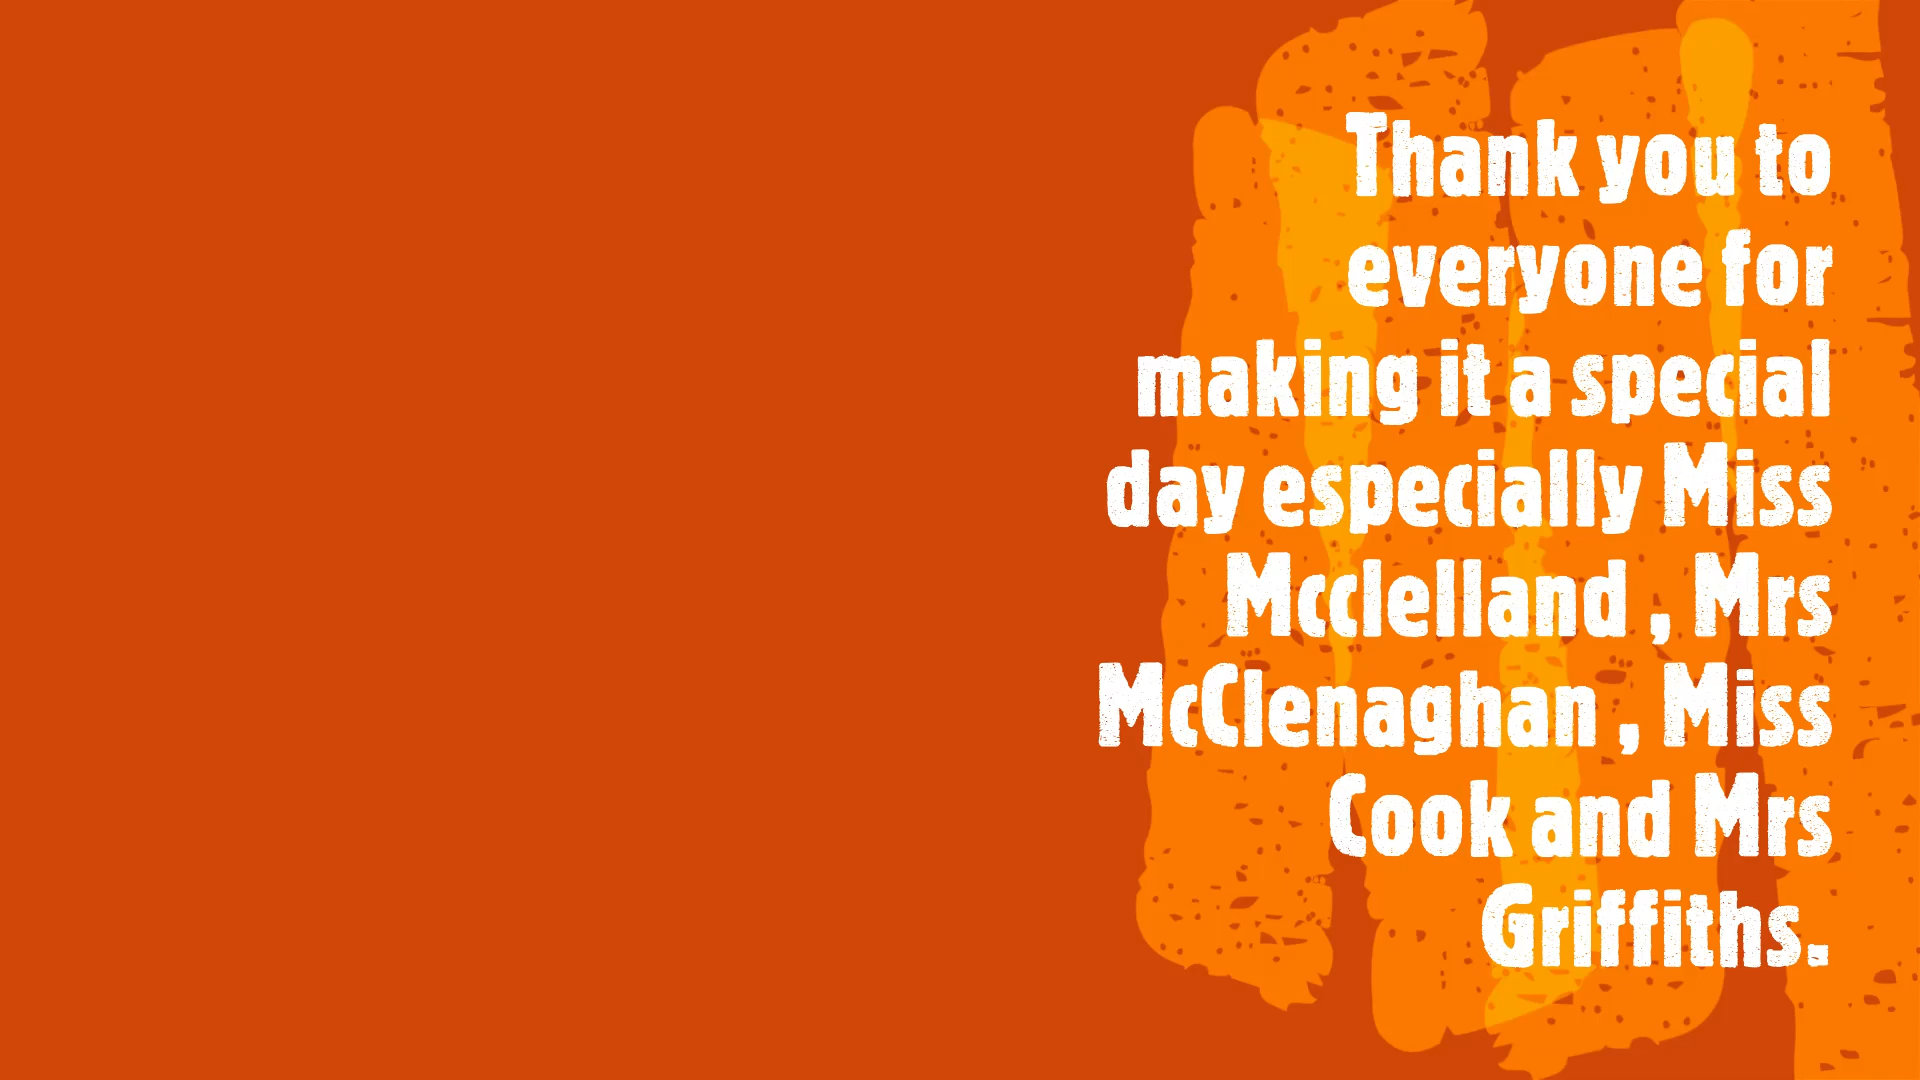 Thank you to
everyone for
making it a special
day especially Miss
Mcclelland , Mrs
McClenaghan , Miss
Cook and Mrs
Griffiths.